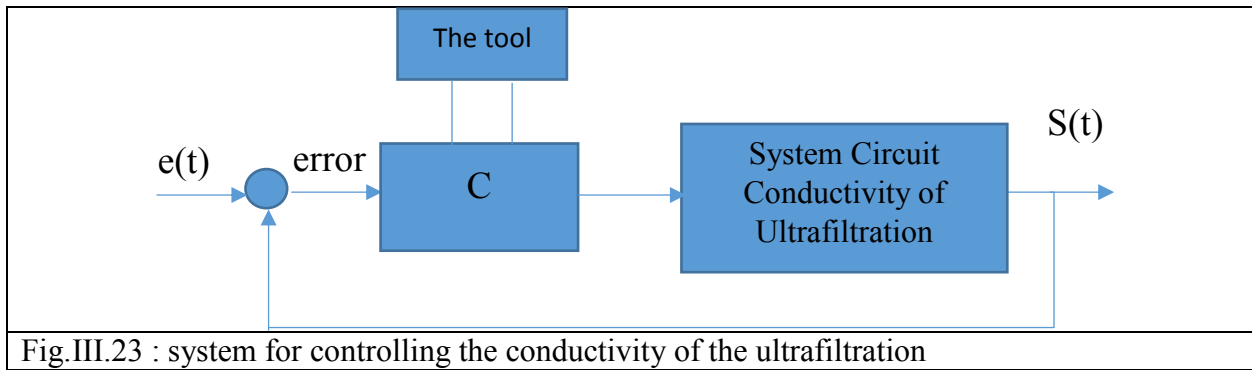 The tool
e(t)
error
C
System Circuit
Conductivity of
Ultrafiltration
S(t)
Fig.III.23 : system for controlling the conductivity of the ultrafiltration